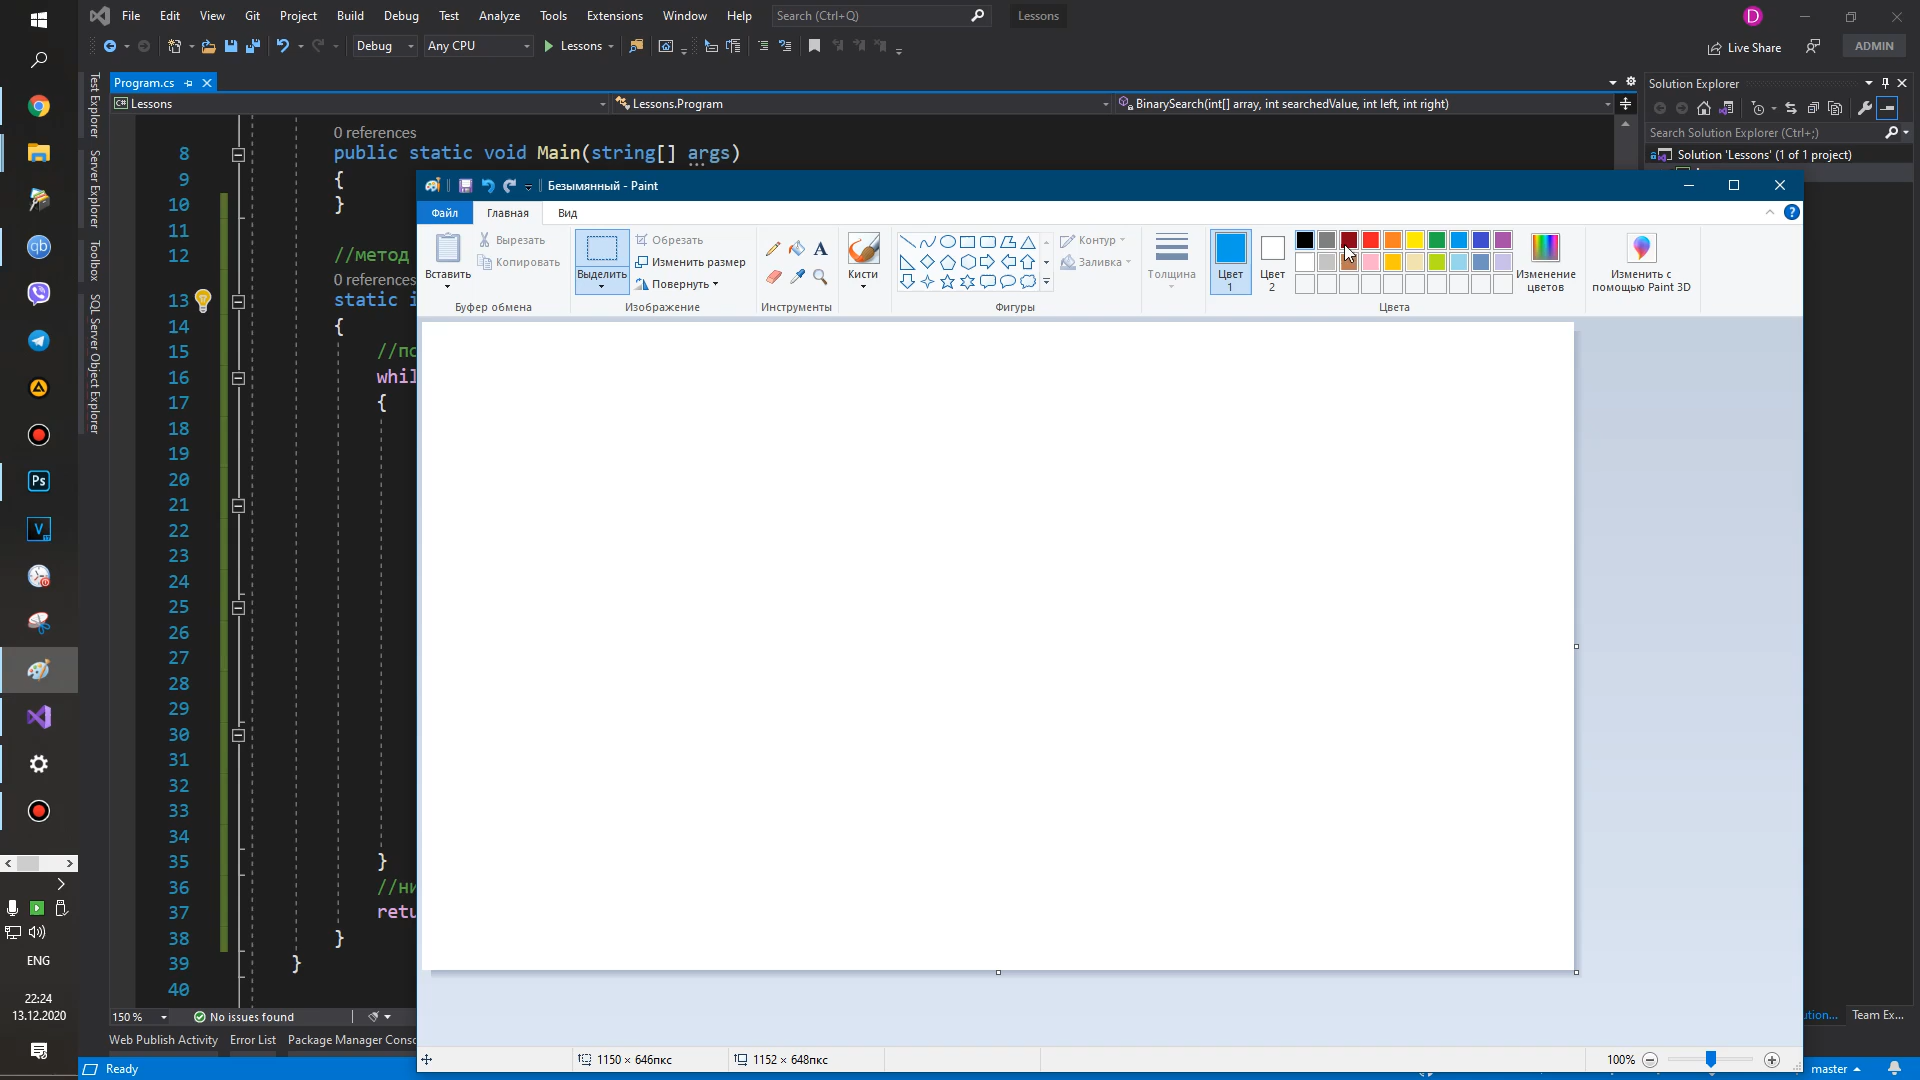 File Edit View Git Project Build Debug Test Analyze Tools Extensions Window Help Search (Ctrl+Q) Lessons D
Debug Any CPU Lessons Live Share ADMIN
Program.cs Solution Explorer
C# Lessons Lessons.Program BinarySearch(int[] array, int searchedValue, int left, int right)
Search Solution Explorer (Ctrl+;)
Solution 'Lessons' (1 of 1 project)
Test Explorer
Server Explorer
Toolbox
SQL Server Object Explorer
0 references
8 public static void Main(string[] args)
9 {
10 }
11
12 //метод
0 references
13 static i
14 {
15
16 whil
17 {
18
19
20
21
22
23
24
25
26
27
28
29
30
31
32
33
34
35 }
36
37 retu
38 }
39 }
40
Безымянный - Paint
Файл Главная Вид
Вставить
Вырезать
Копировать
Буфер обмена
Выделить
Обрезать
Изменить размер
Повернуть
Изображение
A
Инструменты
Кисти
Контур
Заливка
Фигуры
Толщина
Цвет 1
Цвет 2
Изменение цветов
Цвета
Изменить с помощью Paint 3D
1150 × 646пкс 1152 × 648пкс 100%
150 % No issues found
Web Publish Activity Error List Package Manager Conso
ution... Team Ex...
Ready master
qb
Ps
V
ENG
22:24
13.12.2020